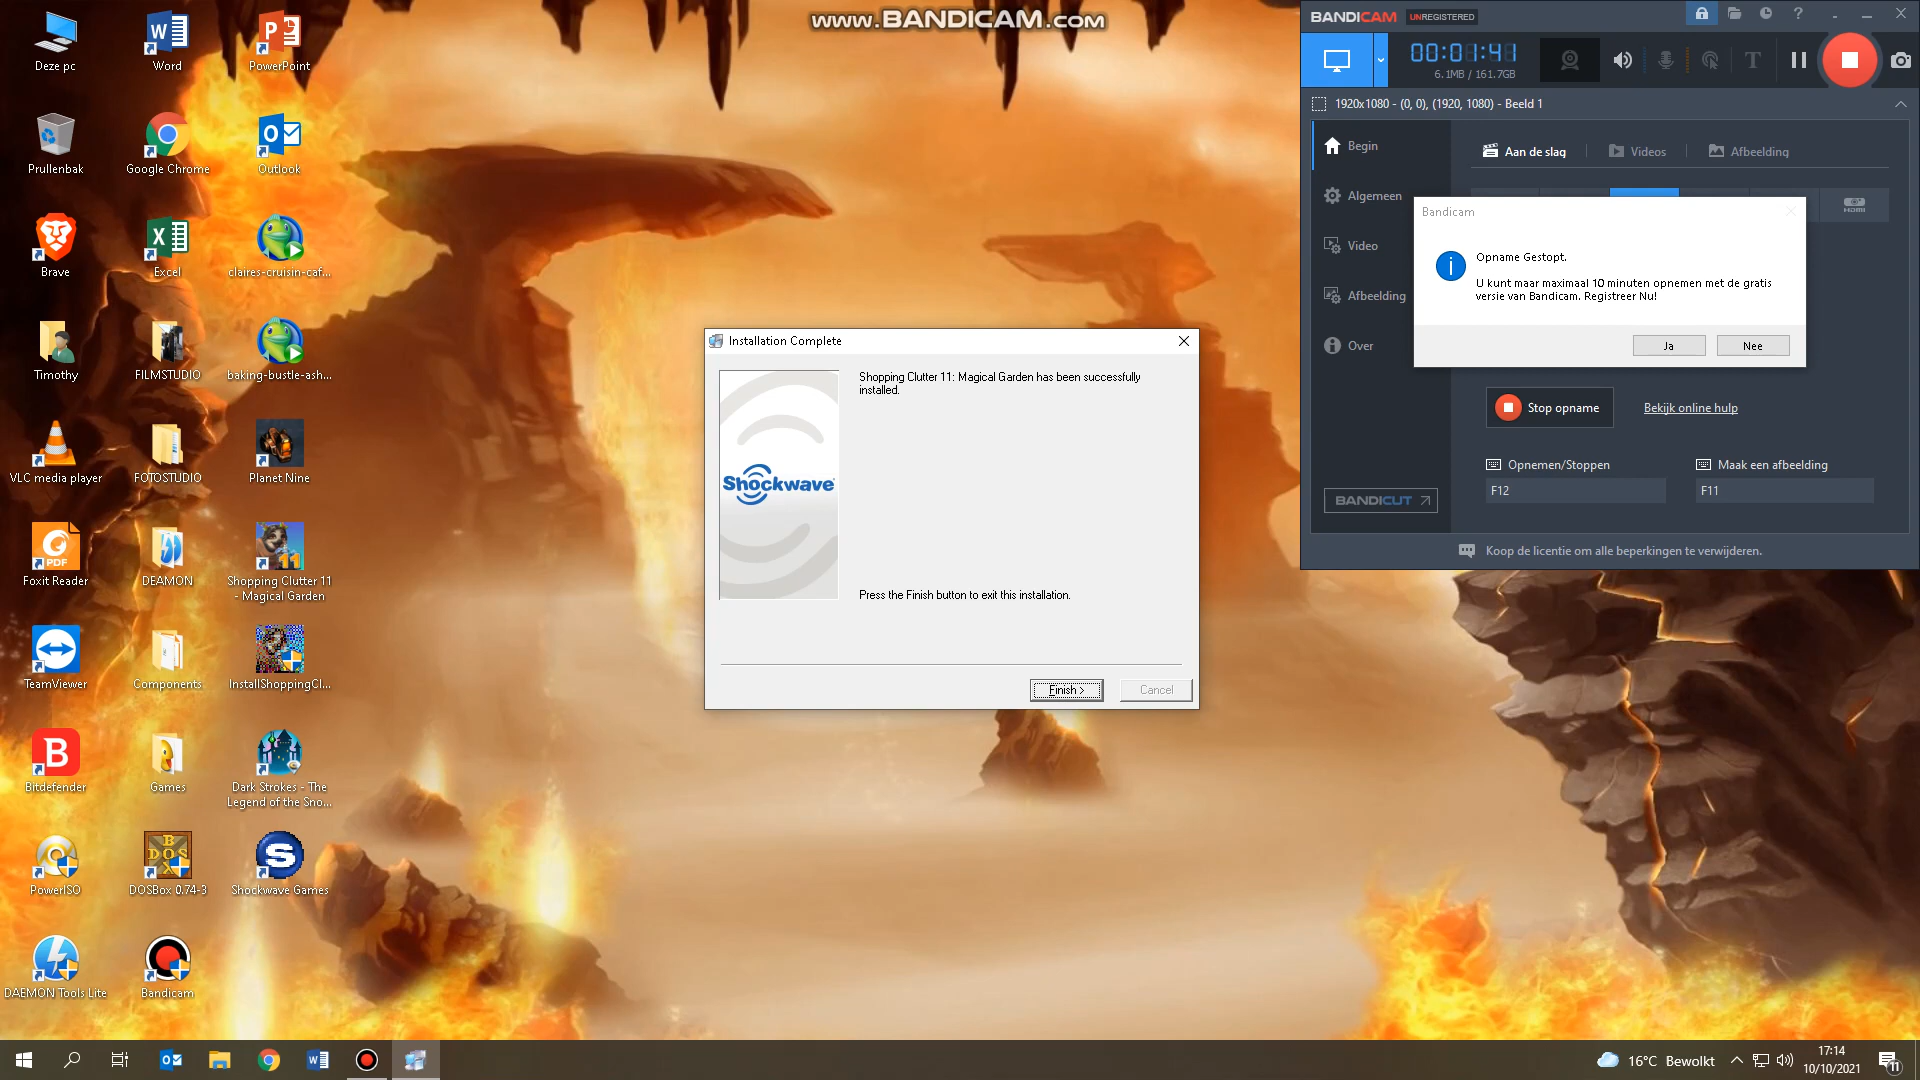 www.BANDICAM.com
Deze pc
Word
PowerPoint
Prullenbak
Google Chrome
Outlook
Brave
Excel
claires-cruisin-caf...
Timothy
FILMSTUDIO
baking-bustle-ash...
VLC media player
FOTOSTUDIO
Planet Nine
Foxit Reader
DEAMON
Shopping Clutter 11
- Magical Garden
TeamViewer
Components
InstallShoppingCl...
Bitdefender
Games
Dark Strokes - The
Legend of the Sno...
PowerISO
DOSBox 0.74-3
Shockwave Games
DAEMON Tools Lite
Bandicam
Installation Complete
Shopping Clutter 11: Magical Garden has been successfully
installed.
Shockwave
Press the Finish button to exit this installation.
Finish >
Cancel
BANDICAM UNREGISTERED
00:01:41
6.1MB / 161.7GB
1920x1080 - (0, 0), (1920, 1080) - Beeld 1
Begin
Algemeen
Video
Afbeelding
Over
BANDICUT
Aan de slag
Videos
Afbeelding
HDMI
Bandicam
Opname Gestopt.
U kunt maar maximaal 10 minuten opnemen met de gratis
versie van Bandicam. Registreer Nu!
Ja
Nee
Stop opname
Bekijk online hulp
Opnemen/Stoppen
Maak een afbeelding
F12
F11
Koop de licentie om alle beperkingen te verwijderen.
16°C Bewolkt
17:14
10/10/2021
11